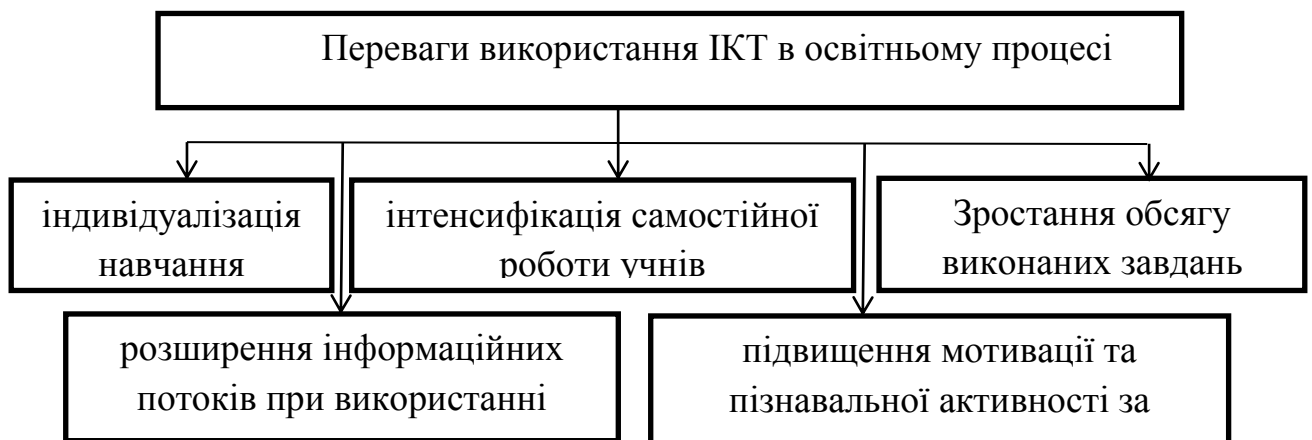 Переваги використання ІКТ в освітньому процесі
індивідуалізація
навчання
інтенсифікація самостійної
роботи учнів
Зростання обсягу
виконаних завдань
розширення інформаційних
потоків при використанні
підвищення мотивації та
пізнавальної активності за